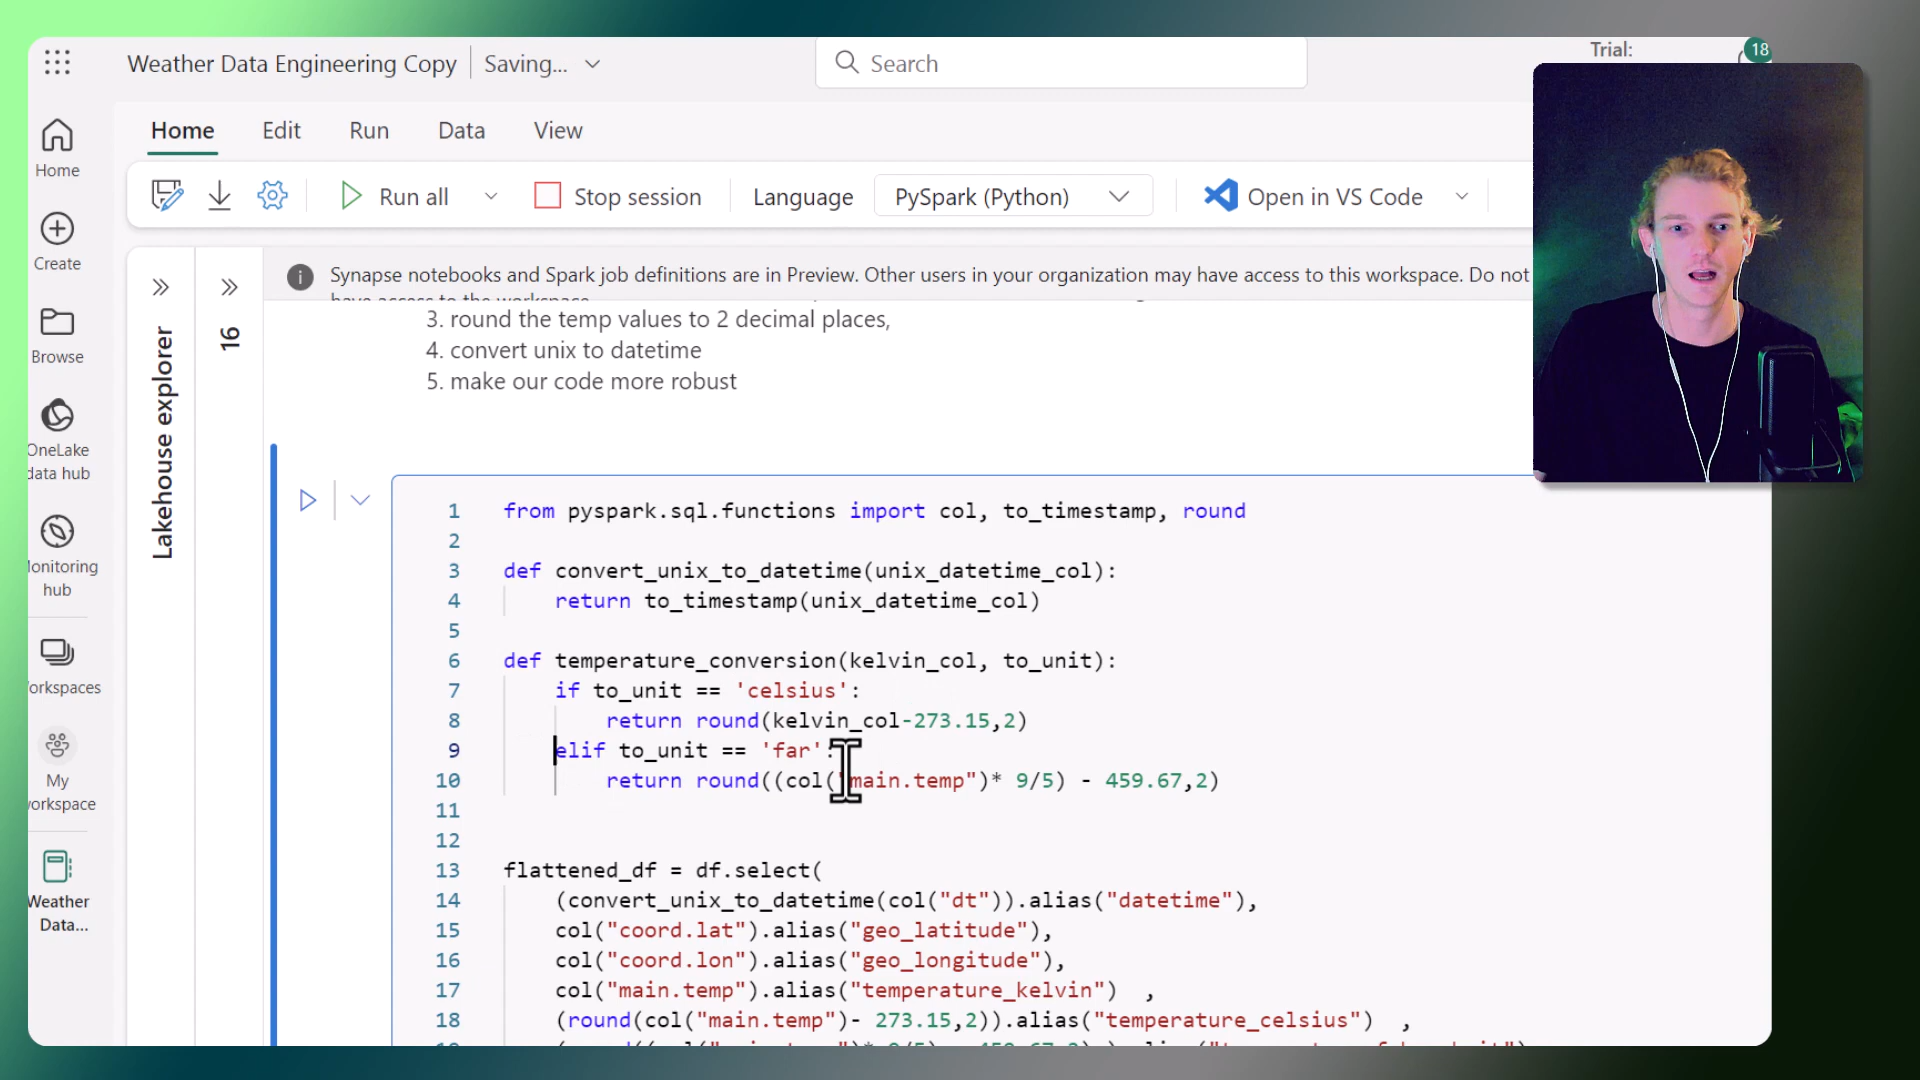 Weather Data Engineering Copy Saving... Search Trial: 18
Home Edit Run Data View
Run all Stop session Language PySpark (Python) Open in VS Code
Home
Create
Browse
OneLake
data hub
onitoring
hub
orkspaces
My
workspace
Weather
Data...
Lakehouse explorer
16
Synapse notebooks and Spark job definitions are in Preview. Other users in your organization may have access to this workspace. Do not
have access to the workspace
3. round the temp values to 2 decimal places,
4. convert unix to datetime
5. make our code more robust
1 from pyspark.sql.functions import col, to_timestamp, round
2
3 def convert_unix_to_datetime(unix_datetime_col):
4 return to_timestamp(unix_datetime_col)
5
6 def temperature_conversion(kelvin_col, to_unit):
7 if to_unit == 'celsius':
8 return round(kelvin_col-273.15,2)
9 elif to_unit == 'far':
10 return round((col("main.temp")* 9/5) - 459.67,2)
11
12
13 flattened_df = df.select(
14 (convert_unix_to_datetime(col("dt")).alias("datetime"),
15 col("coord.lat").alias("geo_latitude"),
16 col("coord.lon").alias("geo_longitude"),
17 col("main.temp").alias("temperature_kelvin") ,
18 (round(col("main.temp")- 273.15,2)).alias("temperature_celsius") ,